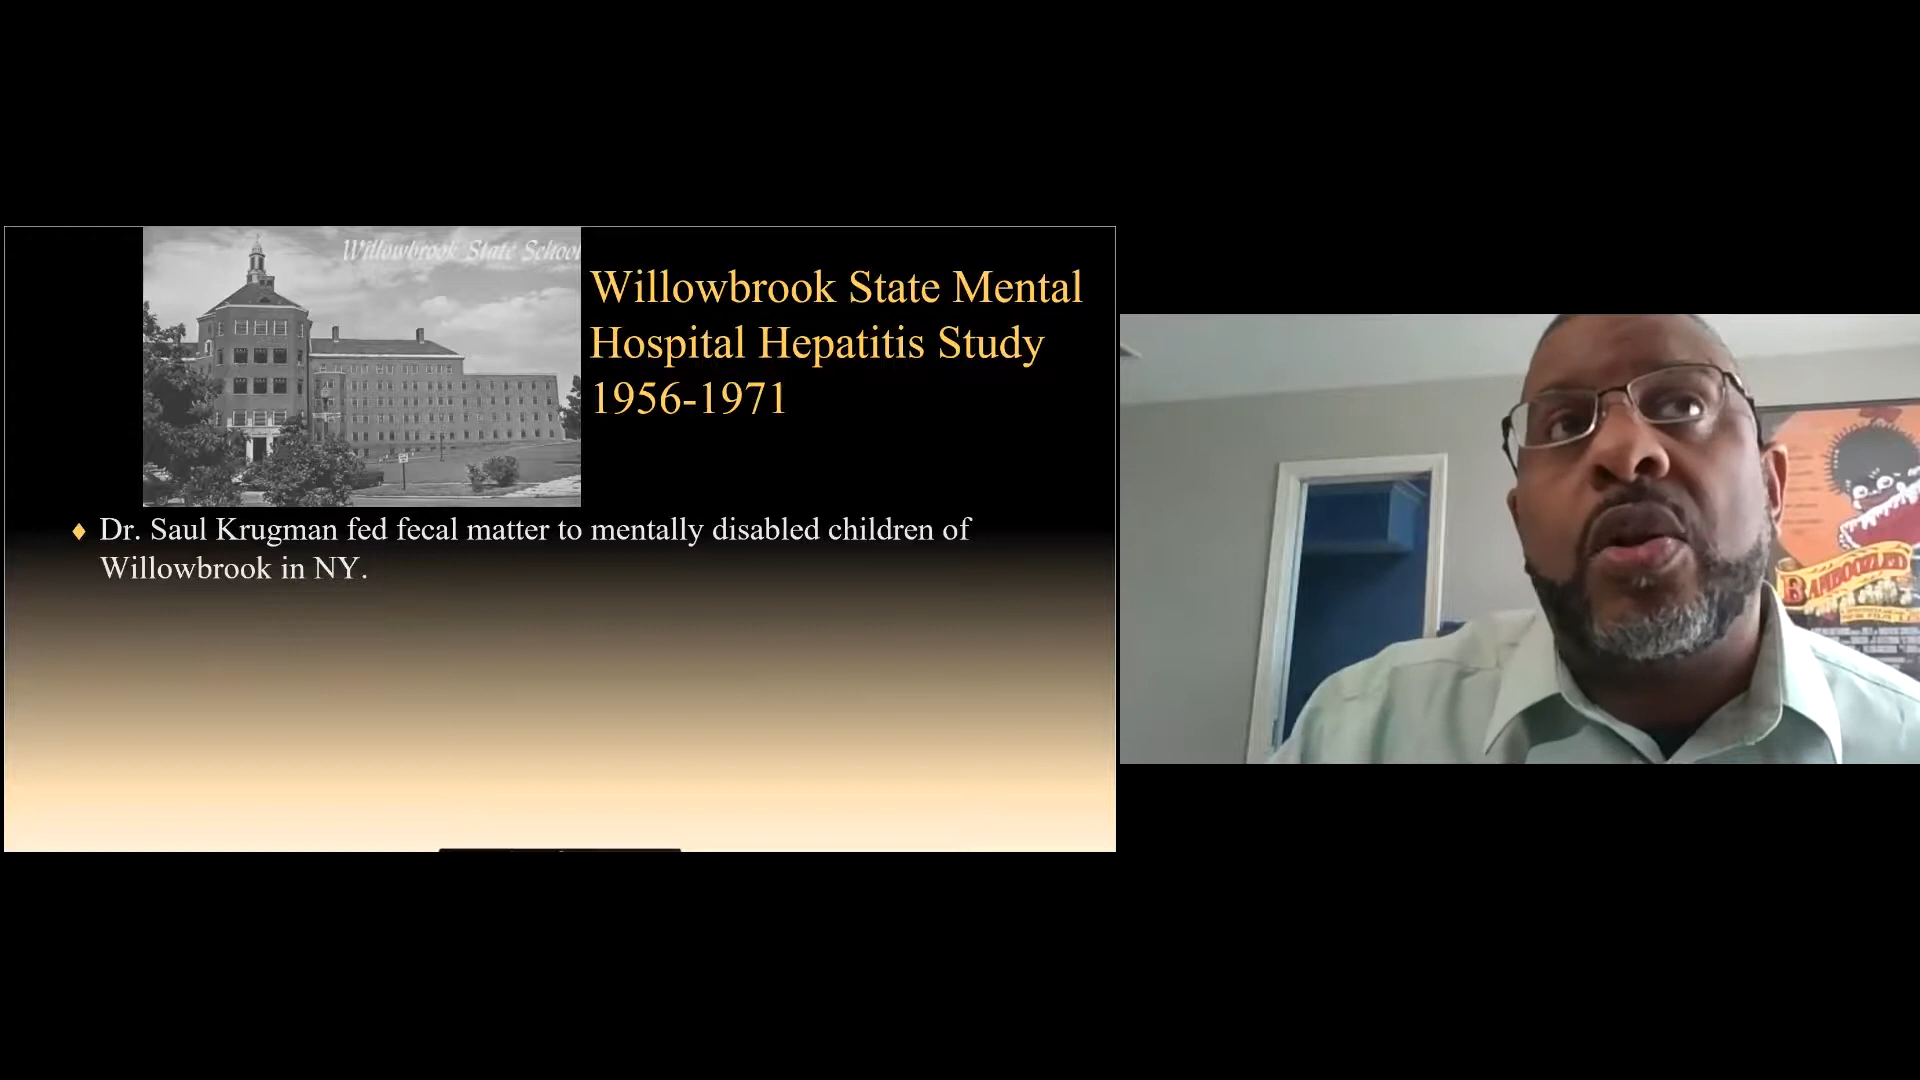 Willowbrook State School
Willowbrook State Mental
Hospital Hepatitis Study
1956-1971
♦ Dr. Saul Krugman fed fecal matter to mentally disabled children of
Willowbrook in NY.
BAMBOOZLED